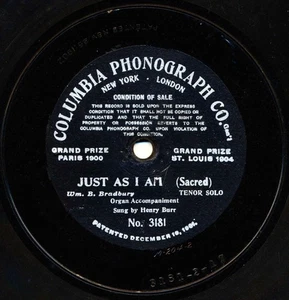 COLUMBIA PHONOGRAPH CO. Gen'l
NEW YORK - LONDON
CONDITION OF SALE
THIS RECORD IS SOLD UPON THE EXPRESS
CONDITION THAT IT SHALL NOT BE COPIED OR
DUPLICATED AND THAT THE FULL RIGHT OF
PROPERTY OR POSSESSION REVERTS TO THE
COLUMBIA PHONOGRAPH CO. UPON VIOLATION
OF THIS CONDITION.
GRAND PRIZE
PARIS 1900
GRAND PRIZE
ST. LOUIS 1904
JUST AS I AM (Sacred)
Wm. B. Bradbury TENOR SOLO
Organ Accompaniment
Sung by Henry Burr
No. 3181
PATENTED DECEMBER 10, 1901.